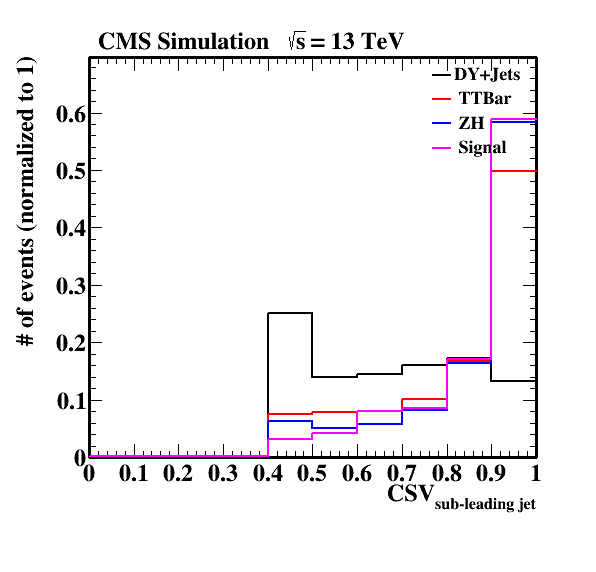 CMS Simulation √s = 13 TeV
# of events (normalized to 1)
DY+Jets
TTBar
ZH
Signal
0.6
0.5
0.4
0.3
0.2
0.1
0
0 0.1 0.2 0.3 0.4 0.5 0.6 0.7 0.8 0.9 1
CSV sub-leading jet